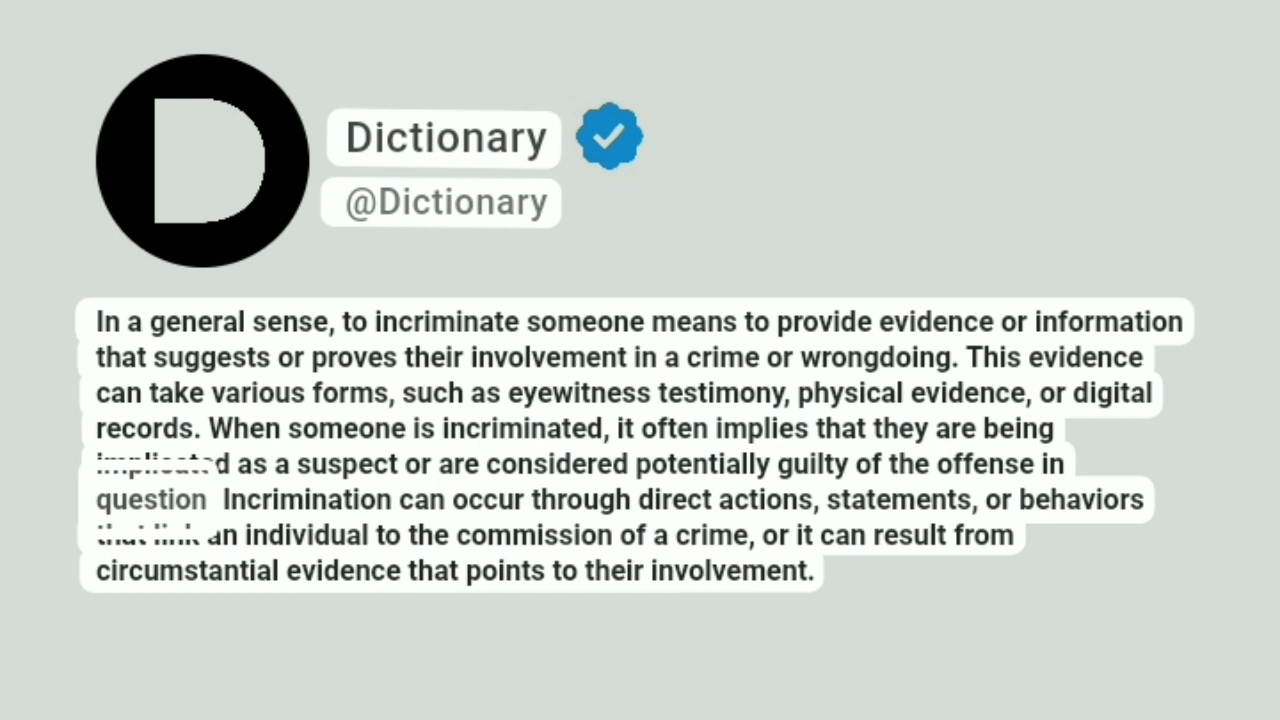 D
Dictionary
@Dictionary
In a general sense, to incriminate someone means to provide evidence or information
that suggests or proves their involvement in a crime or wrongdoing. This evidence
can take various forms, such as eyewitness testimony, physical evidence, or digital
records. When someone is incriminated, it often implies that they are being
implicated as a suspect or are considered potentially guilty of the offense in
question Incrimination can occur through direct actions, statements, or behaviors
that link an individual to the commission of a crime, or it can result from
circumstantial evidence that points to their involvement.